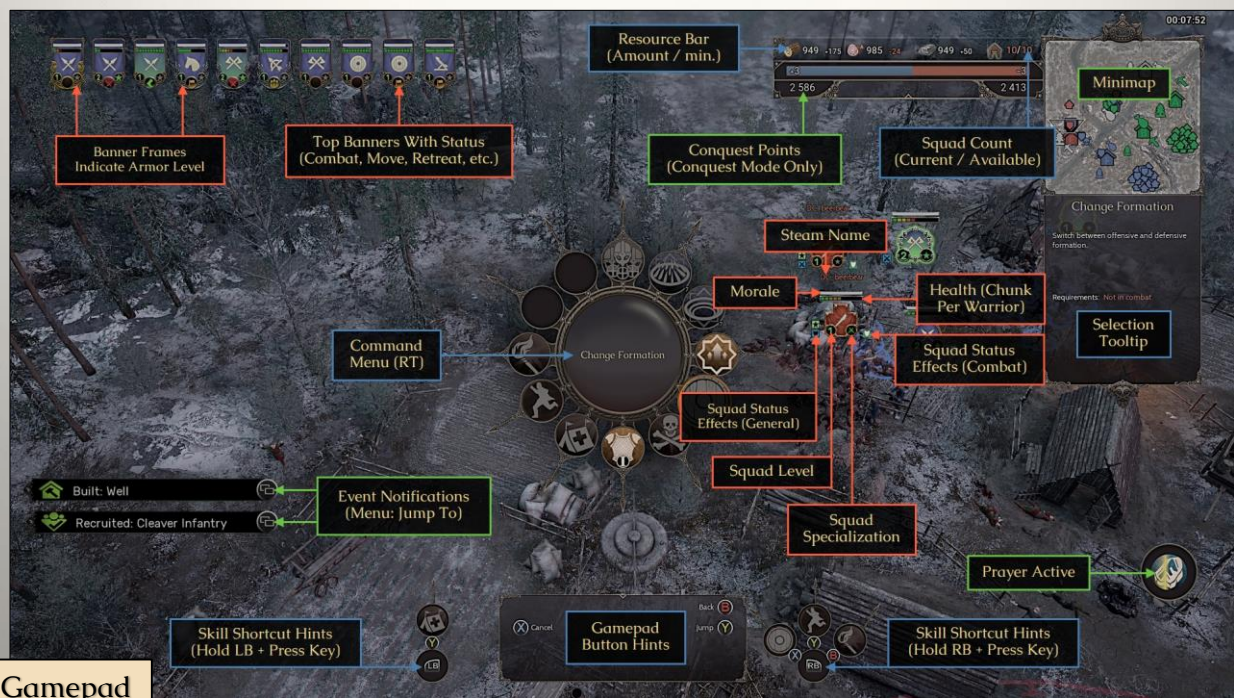 00:07:52
Resource Bar
(Amount / min.)
949 +175 985 -24 949 +50 10/10
2 586
2 413
Minimap
Banner Frames
Indicate Armor Level
Top Banners With Status
(Combat, Move, Retreat, etc.)
Conquest Points
(Conquest Mode Only)
Squad Count
(Current / Available)
Change Formation
Switch between offensive and defensive
formation.
Requirements: Not in combat
Selection
Tooltip
Steam Name
Morale
Health (Chunk
Per Warrior)
Squad Status
Effects (Combat)
Command
Menu (RT)
Change Formation
Squad Status
Effects (General)
Squad Level
Squad
Specialization
Built: Well
Recruited: Cleaver Infantry
Event Notifications
(Menu: Jump To)
Prayer Active
Skill Shortcut Hints
(Hold LB + Press Key)
Y
LB
X Cancel
Gamepad
Button Hints
Back B
Jump Y
Y
X B
RB
Skill Shortcut Hints
(Hold RB + Press Key)
Gamepad